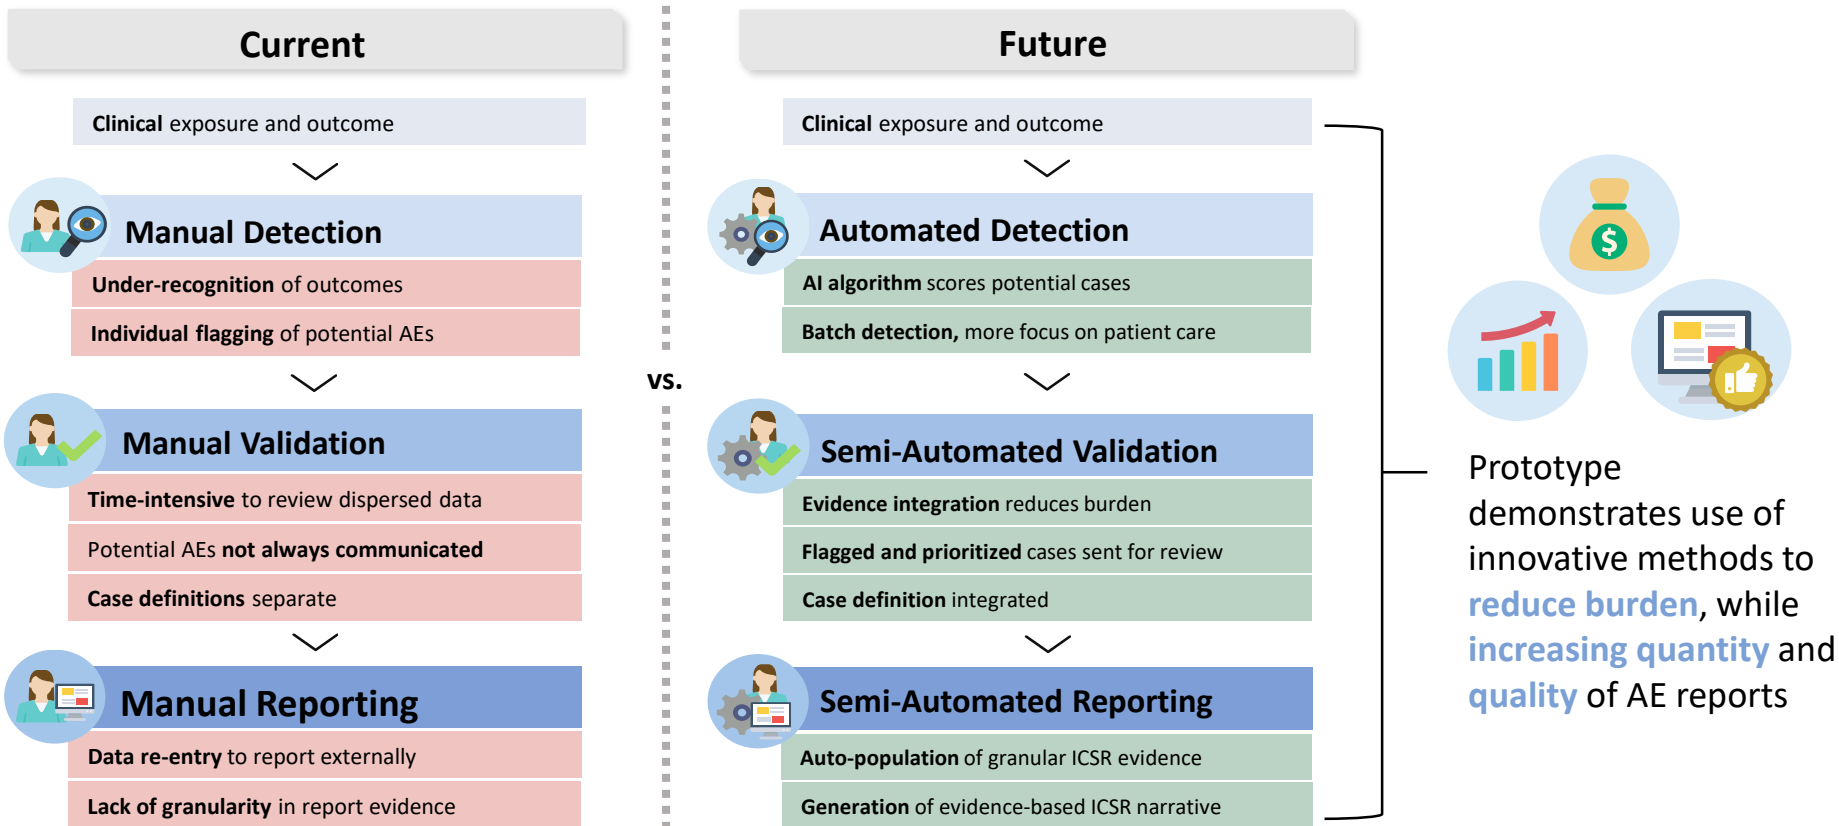 Current
Clinical exposure and outcome
Manual Detection
Under-recognition of outcomes
Individual flagging of potential AEs
Manual Validation
Time-intensive to review dispersed data
Potential AEs not always communicated
Case definitions separate
Manual Reporting
Data re-entry to report externally
Lack of granularity in report evidence
vs.
Future
Clinical exposure and outcome
Automated Detection
AI algorithm scores potential cases
Batch detection, more focus on patient care
Semi-Automated Validation
Evidence integration reduces burden
Flagged and prioritized cases sent for review
Case definition integrated
Semi-Automated Reporting
Auto-population of granular ICSR evidence
Generation of evidence-based ICSR narrative
$
Prototype
demonstrates use of
innovative methods to
reduce burden, while
increasing quantity and
quality of AE reports